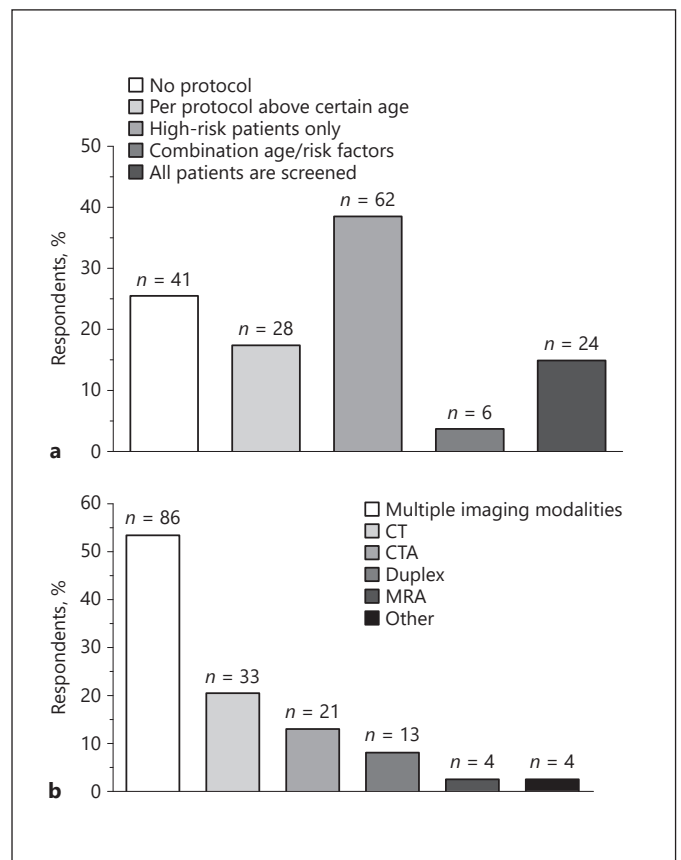 No protocol
Per protocol above certain age
High-risk patients only
Combination age/risk factors
All patients are screened
50
40
30
20
10
0
Respondents, %
n = 41
n = 28
n = 62
n = 6
n = 24
a
Multiple imaging modalities
CT
CTA
Duplex
MRA
Other
60
50
40
30
20
10
0
Respondents, %
n = 86
n = 33
n = 21
n = 13
n = 4
n = 4
b